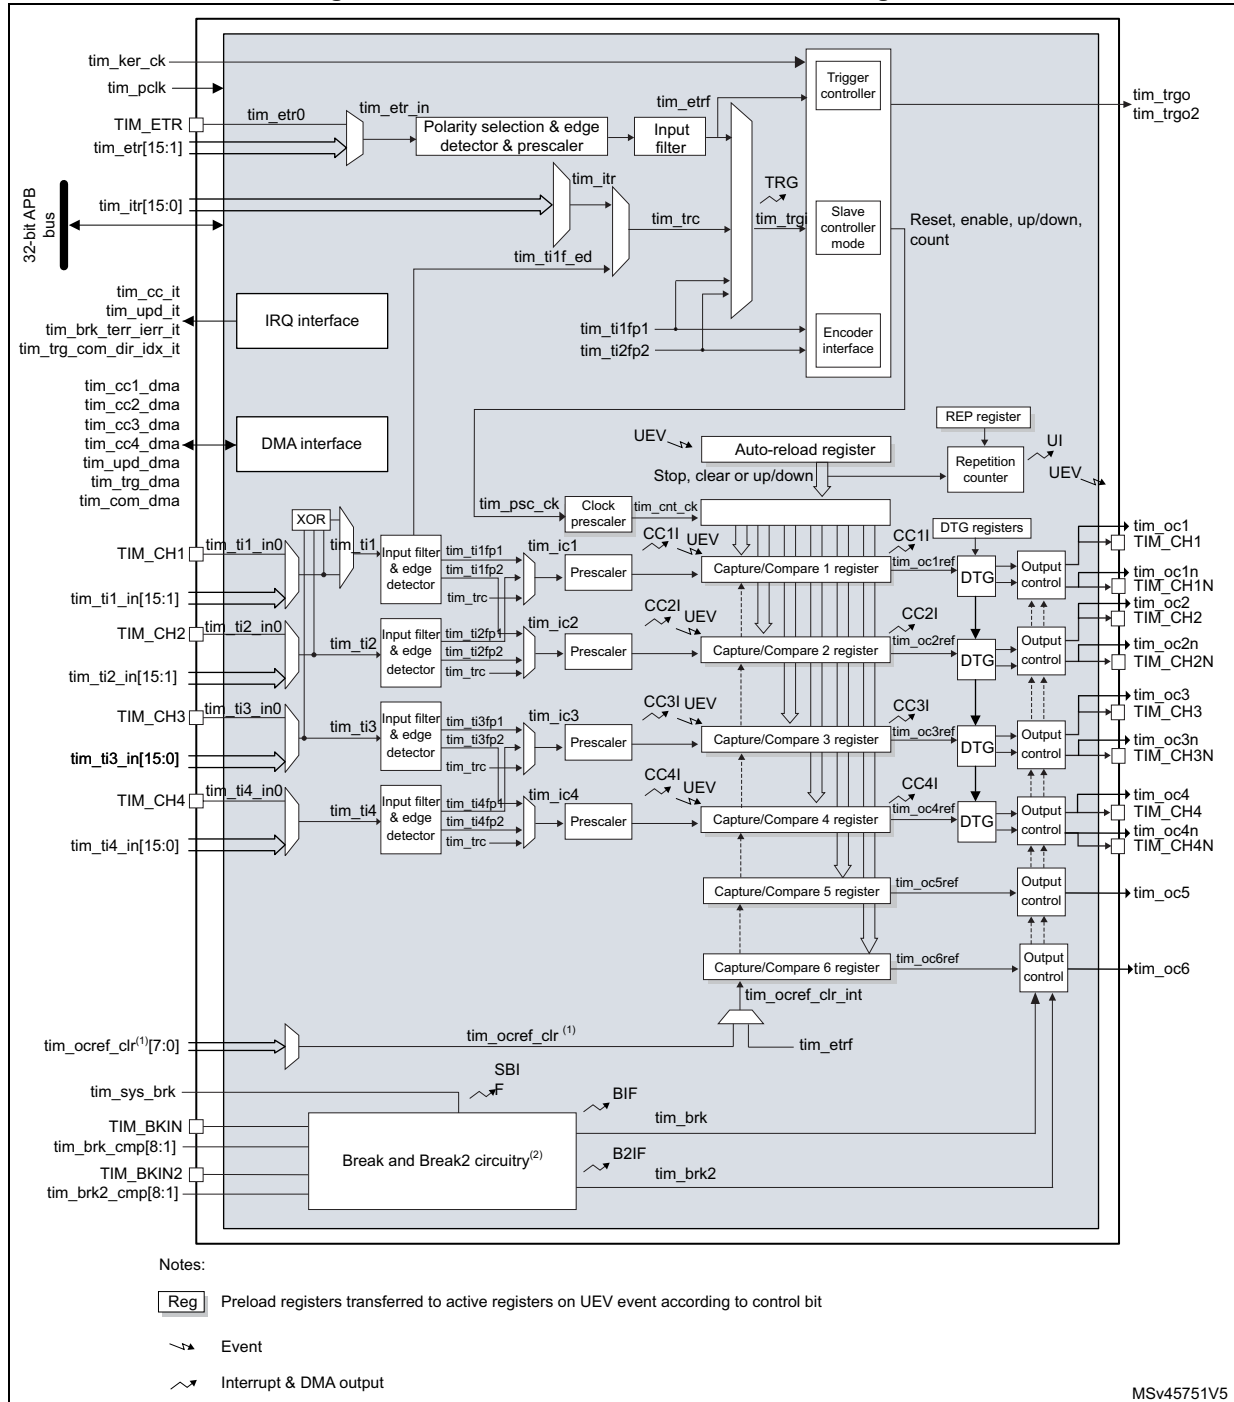 tim_ker_ck
tim_pclk
TIM_ETR
tim_etr0
tim_etr_in
tim_etr[15:1]
Polarity selection & edge
detector & prescaler
Input
filter
tim_etrf
Trigger
controller
tim_trgo
tim_trgo2
32-bit APB
bus
tim_itr[15:0]
tim_itr
tim_ti1f_ed
tim_trc
TRG
tim_trgi
Slave
controller
mode
Reset, enable, up/down,
count
tim_cc_it
tim_upd_it
tim_brk_terr_ierr_it
tim_trg_com_dir_idx_it
IRQ interface
tim_ti1fp1
tim_ti2fp2
Encoder
interface
tim_cc1_dma
tim_cc2_dma
tim_cc3_dma
tim_cc4_dma
tim_upd_dma
tim_trg_dma
tim_com_dma
DMA interface
UEV
Auto-reload register
Stop, clear or up/down
REP register
Repetition
counter
UI
UEV
tim_psc_ck
Clock
prescaler
tim_cnt_ck
DTG registers
XOR
TIM_CH1
tim_ti1_in0
tim_ti1_in[15:1]
tim_ti1
Input filter
& edge
detector
tim_ti1fp1
tim_ti1fp2
tim_trc
tim_ic1
Prescaler
CC1I
UEV
Capture/Compare 1 register
CC1I
tim_oc1ref
DTG
Output
control
tim_oc1
TIM_CH1
tim_oc1n
TIM_CH1N
TIM_CH2
tim_ti2_in0
tim_ti2_in[15:1]
tim_ti2
Input filter
& edge
detector
tim_ti2fp1
tim_ti2fp2
tim_trc
tim_ic2
Prescaler
CC2I
UEV
Capture/Compare 2 register
CC2I
tim_oc2ref
DTG
Output
control
tim_oc2
TIM_CH2
tim_oc2n
TIM_CH2N
TIM_CH3
tim_ti3_in0
tim_ti3_in[15:0]
tim_ti3
Input filter
& edge
detector
tim_ti3fp1
tim_ti3fp2
tim_trc
tim_ic3
Prescaler
CC3I
UEV
Capture/Compare 3 register
CC3I
tim_oc3ref
DTG
Output
control
tim_oc3
TIM_CH3
tim_oc3n
TIM_CH3N
TIM_CH4
tim_ti4_in0
tim_ti4_in[15:0]
tim_ti4
Input filter
& edge
detector
tim_ti4fp1
tim_ti4fp2
tim_trc
tim_ic4
Prescaler
CC4I
UEV
Capture/Compare 4 register
CC4I
tim_oc4ref
DTG
Output
control
tim_oc4
TIM_CH4
tim_oc4n
TIM_CH4N
Capture/Compare 5 register
tim_oc5ref
Output
control
tim_oc5
Capture/Compare 6 register
tim_oc6ref
Output
control
tim_oc6
tim_ocref_clr_int
tim_ocref_clr(1)[7:0]
tim_ocref_clr (1)
tim_etrf
tim_sys_brk
SBI
F
TIM_BKIN
tim_brk_cmp[8:1]
TIM_BKIN2
tim_brk2_cmp[8:1]
Break and Break2 circuitry(2)
BIF
tim_brk
B2IF
tim_brk2
Notes:
Reg Preload registers transferred to active registers on UEV event according to control bit
Event
Interrupt & DMA output
MSv45751V5